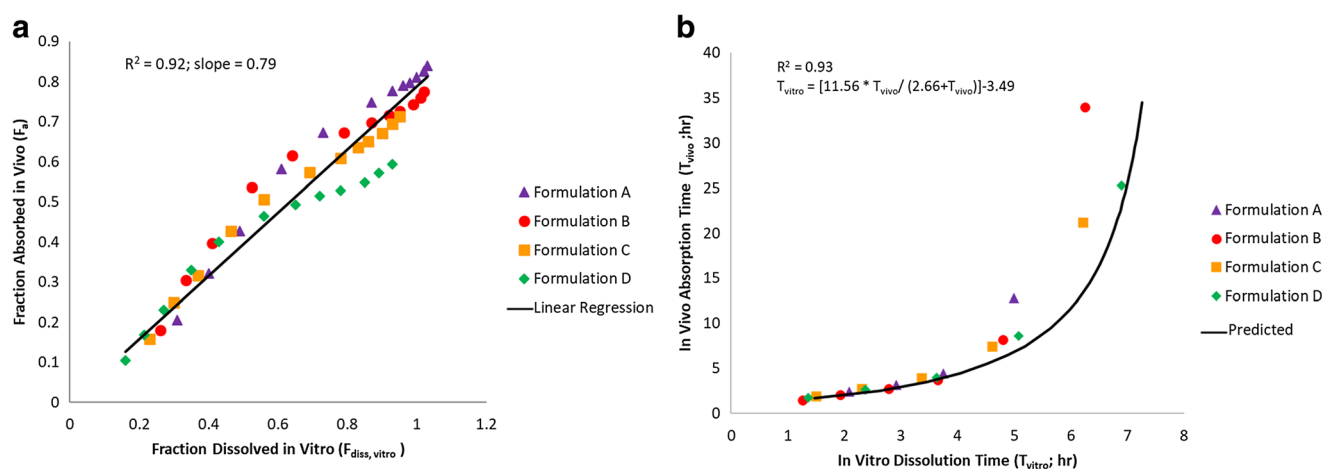 a
R² = 0.92; slope = 0.79
Fraction Absorbed in Vivo (Fa)
0.9
0.8
0.7
0.6
0.5
0.4
0.3
0.2
0.1
0
0 0.2 0.4 0.6 0.8 1 1.2
Fraction Dissolved in Vitro (Fdiss, vitro )
Formulation A
Formulation B
Formulation C
Formulation D
Linear Regression
b
R² = 0.93
Tvitro = [11.56 * Tvivo/ (2.66+Tvivo)]-3.49
In Vivo Absorption Time (Tvivo ;hr)
40
35
30
25
20
15
10
5
0
0 1 2 3 4 5 6 7 8
In Vitro Dissolution Time (Tvitro; hr)
Formulation A
Formulation B
Formulation C
Formulation D
Predicted